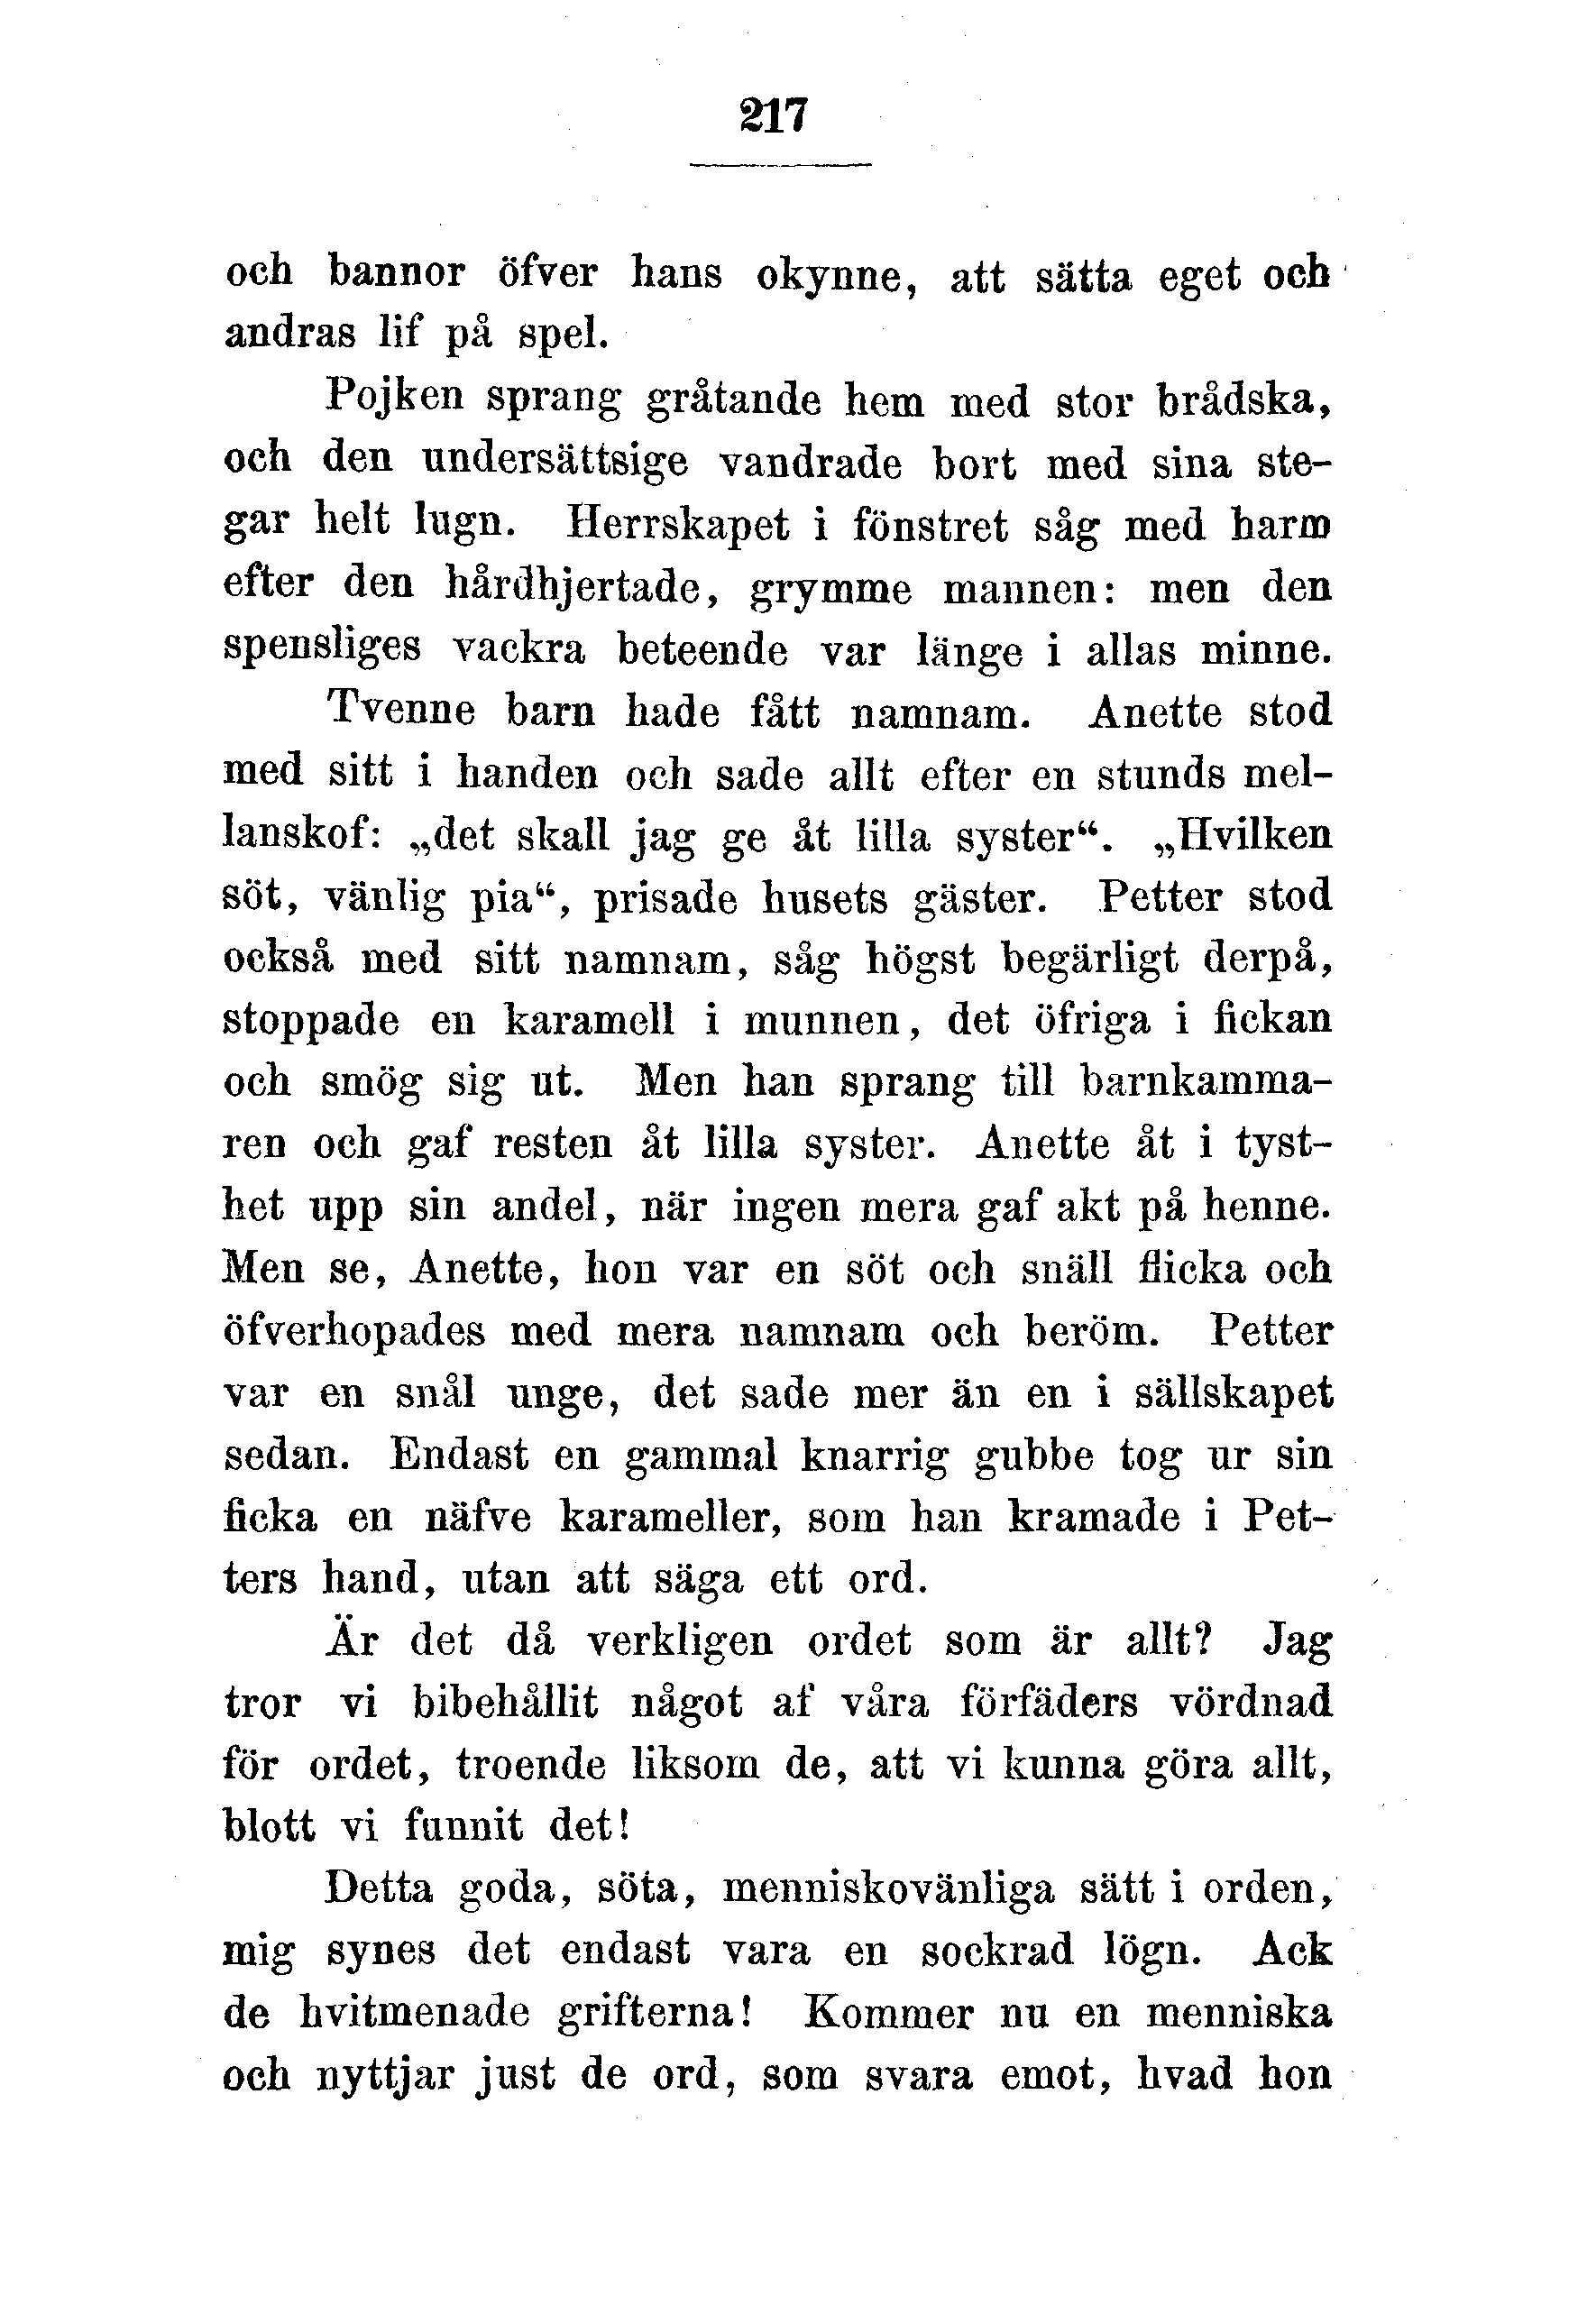 217
och bannor öfver hans okynne, att sätta eget och
andras lif på spel.
Pojken sprang gråtande hem med stor brådska,
och den undersättsige vandrade bort med sina ste-
gar helt lugn. Herrskapet i fönstret såg med harm
efter den hårdhjertade, grymme mannen: men den
spensliges vackra beteende var länge i allas minne.
Tvenne barn hade fått namnam. Anette stod
med sitt i handen och sade allt efter en stunds mel-
lanskof: „det skall jag ge åt lilla syster“. „Hvilken
söt, vänlig pia“, prisade husets gäster. Petter stod
också med sitt namnam, såg högst begärligt derpå,
stoppade en karamell i munnen, det öfriga i fickan
och smög sig ut. Men han sprang till barnkamma-
ren och gaf resten åt lilla syster. Anette åt i tyst-
het upp sin andel, när ingen mera gaf akt på henne.
Men se, Anette, hon var en söt och snäll flicka och
öfverhopades med mera namnam och beröm. Petter
var en snål unge, det sade mer än en i sällskapet
sedan. Endast en gammal knarrig gubbe tog ur sin
ficka en näfve karameller, som han kramade i Pet-
ters hand, utan att säga ett ord.
Är det då verkligen ordet som är allt? Jag
tror vi bibehållit något af våra förfäders vördnad
för ordet, troende liksom de, att vi kunna göra allt,
blott vi funnit det!
Detta goda, söta, menniskovänliga sätt i orden,
mig synes det endast vara en sockrad lögn. Ack
de hvitmenade grifterna! Kommer nu en menniska
och nyttjar just de ord, som svara emot, hvad hon